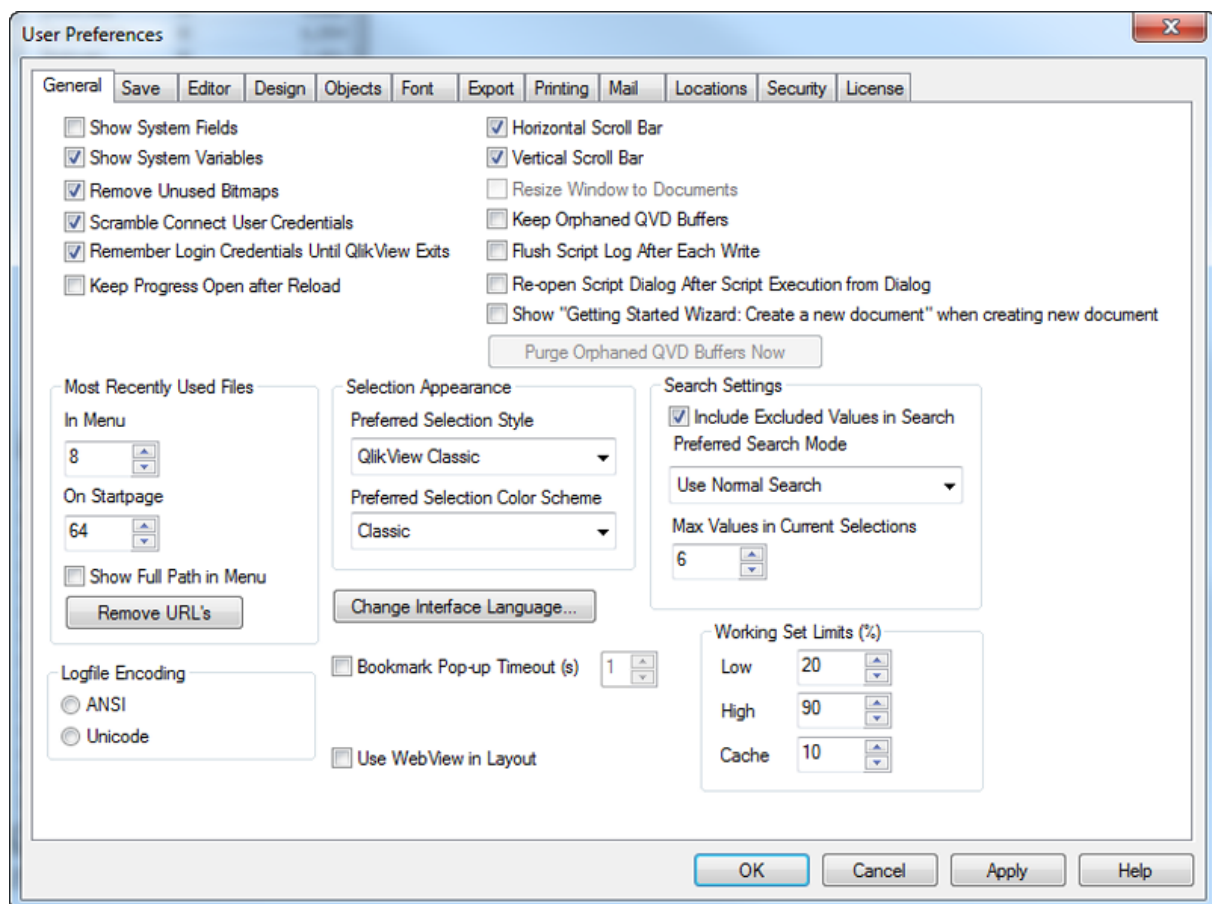 User Preferences
General Save Editor Design Objects Font Export Printing Mail Locations Security License
Show System Fields
Show System Variables
Remove Unused Bitmaps
Scramble Connect User Credentials
Remember Login Credentials Until QlikView Exits
Keep Progress Open after Reload
Horizontal Scroll Bar
Vertical Scroll Bar
Resize Window to Documents
Keep Orphaned QVD Buffers
Flush Script Log After Each Write
Re-open Script Dialog After Script Execution from Dialog
Show "Getting Started Wizard: Create a new document" when creating new document
Purge Orphaned QVD Buffers Now
Most Recently Used Files
In Menu
8
On Startpage
64
Show Full Path in Menu
Remove URL's
Selection Appearance
Preferred Selection Style
QlikView Classic
Preferred Selection Color Scheme
Classic
Change Interface Language...
Search Settings
Include Excluded Values in Search
Preferred Search Mode
Use Normal Search
Max Values in Current Selections
6
Logfile Encoding
ANSI
Unicode
Bookmark Pop-up Timeout (s) 1
Use WebView in Layout
Working Set Limits (%)
Low 20
High 90
Cache 10
OK Cancel Apply Help